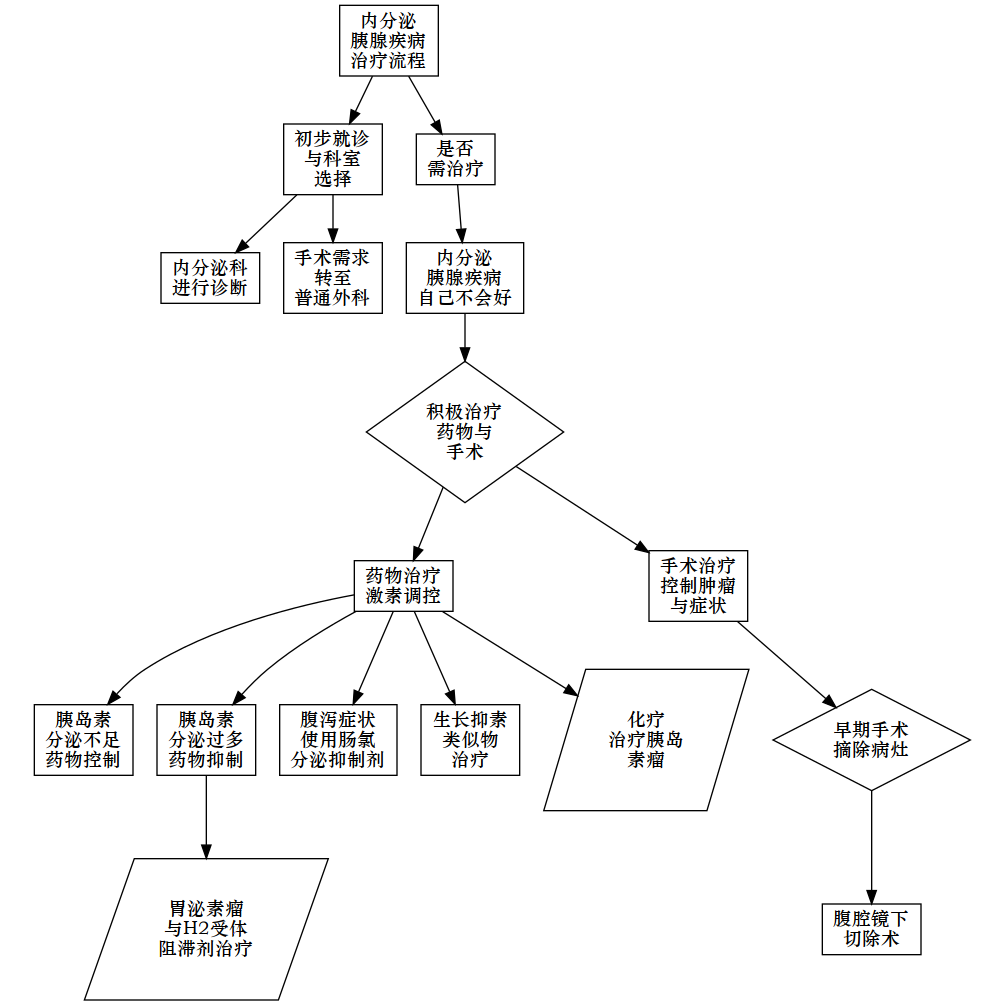 内分泌
胰腺疾病
治疗流程
初步就诊
与科室
选择
是否
需治疗
内分泌科
进行诊断
手术需求
转至
普通外科
内分泌
胰腺疾病
自己不会好
积极治疗
药物与
手术
药物治疗
激素调控
手术治疗
控制肿瘤
与症状
胰岛素
分泌不足
药物控制
胰岛素
分泌过多
药物抑制
腹泻症状
使用肠氯
分泌抑制剂
生长抑素
类似物
治疗
化疗
治疗胰岛
素瘤
早期手术
摘除病灶
胃泌素瘤
与H2受体
阻滞剂治疗
腹腔镜下
切除术